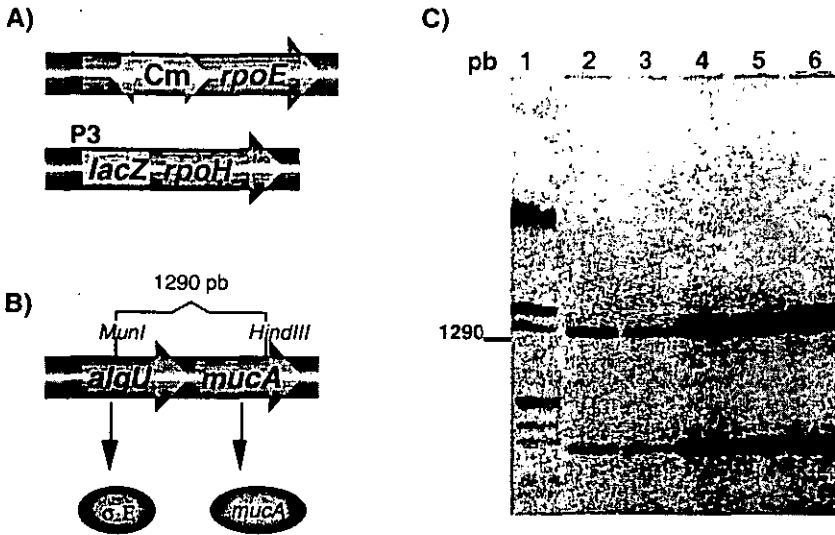 A)
Cm rpoE
P3
lacZ rpoH
B)
1290 pb
MunI HindIII
algU mucA
σ-E mucA
C)
pb 1 2 3 4 5 6
1290